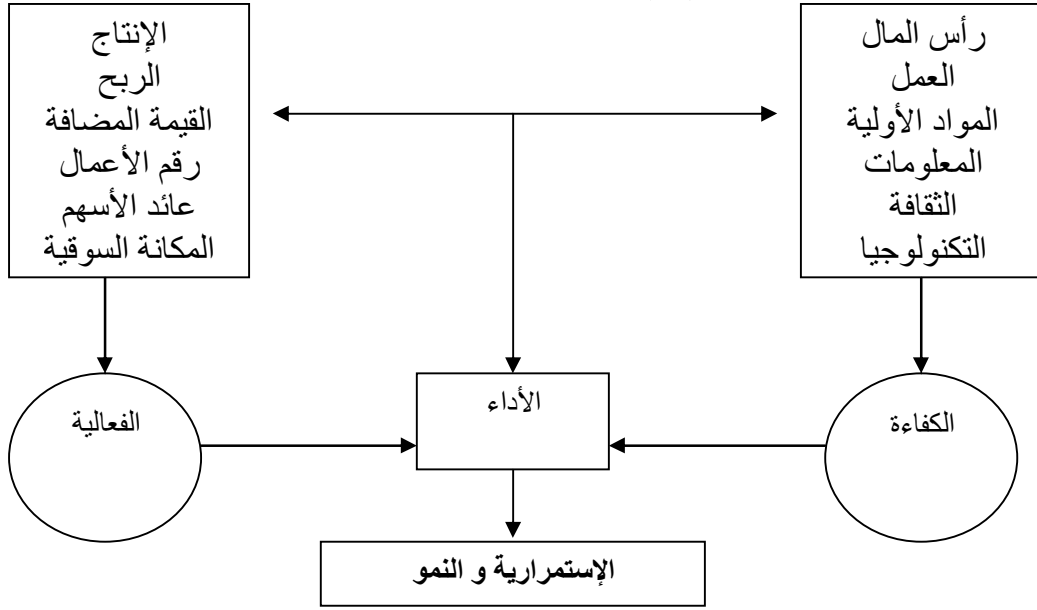 رأس المال
العمل
المواد الأولية
المعلومات
الثقافة
التكنولوجيا
الإنتاج
الربح
القيمة المضافة
رقم الأعمال
عائد الأسهم
المكانة السوقية
الكفاءة
الأداء
الفعالية
الإستمرارية و النمو